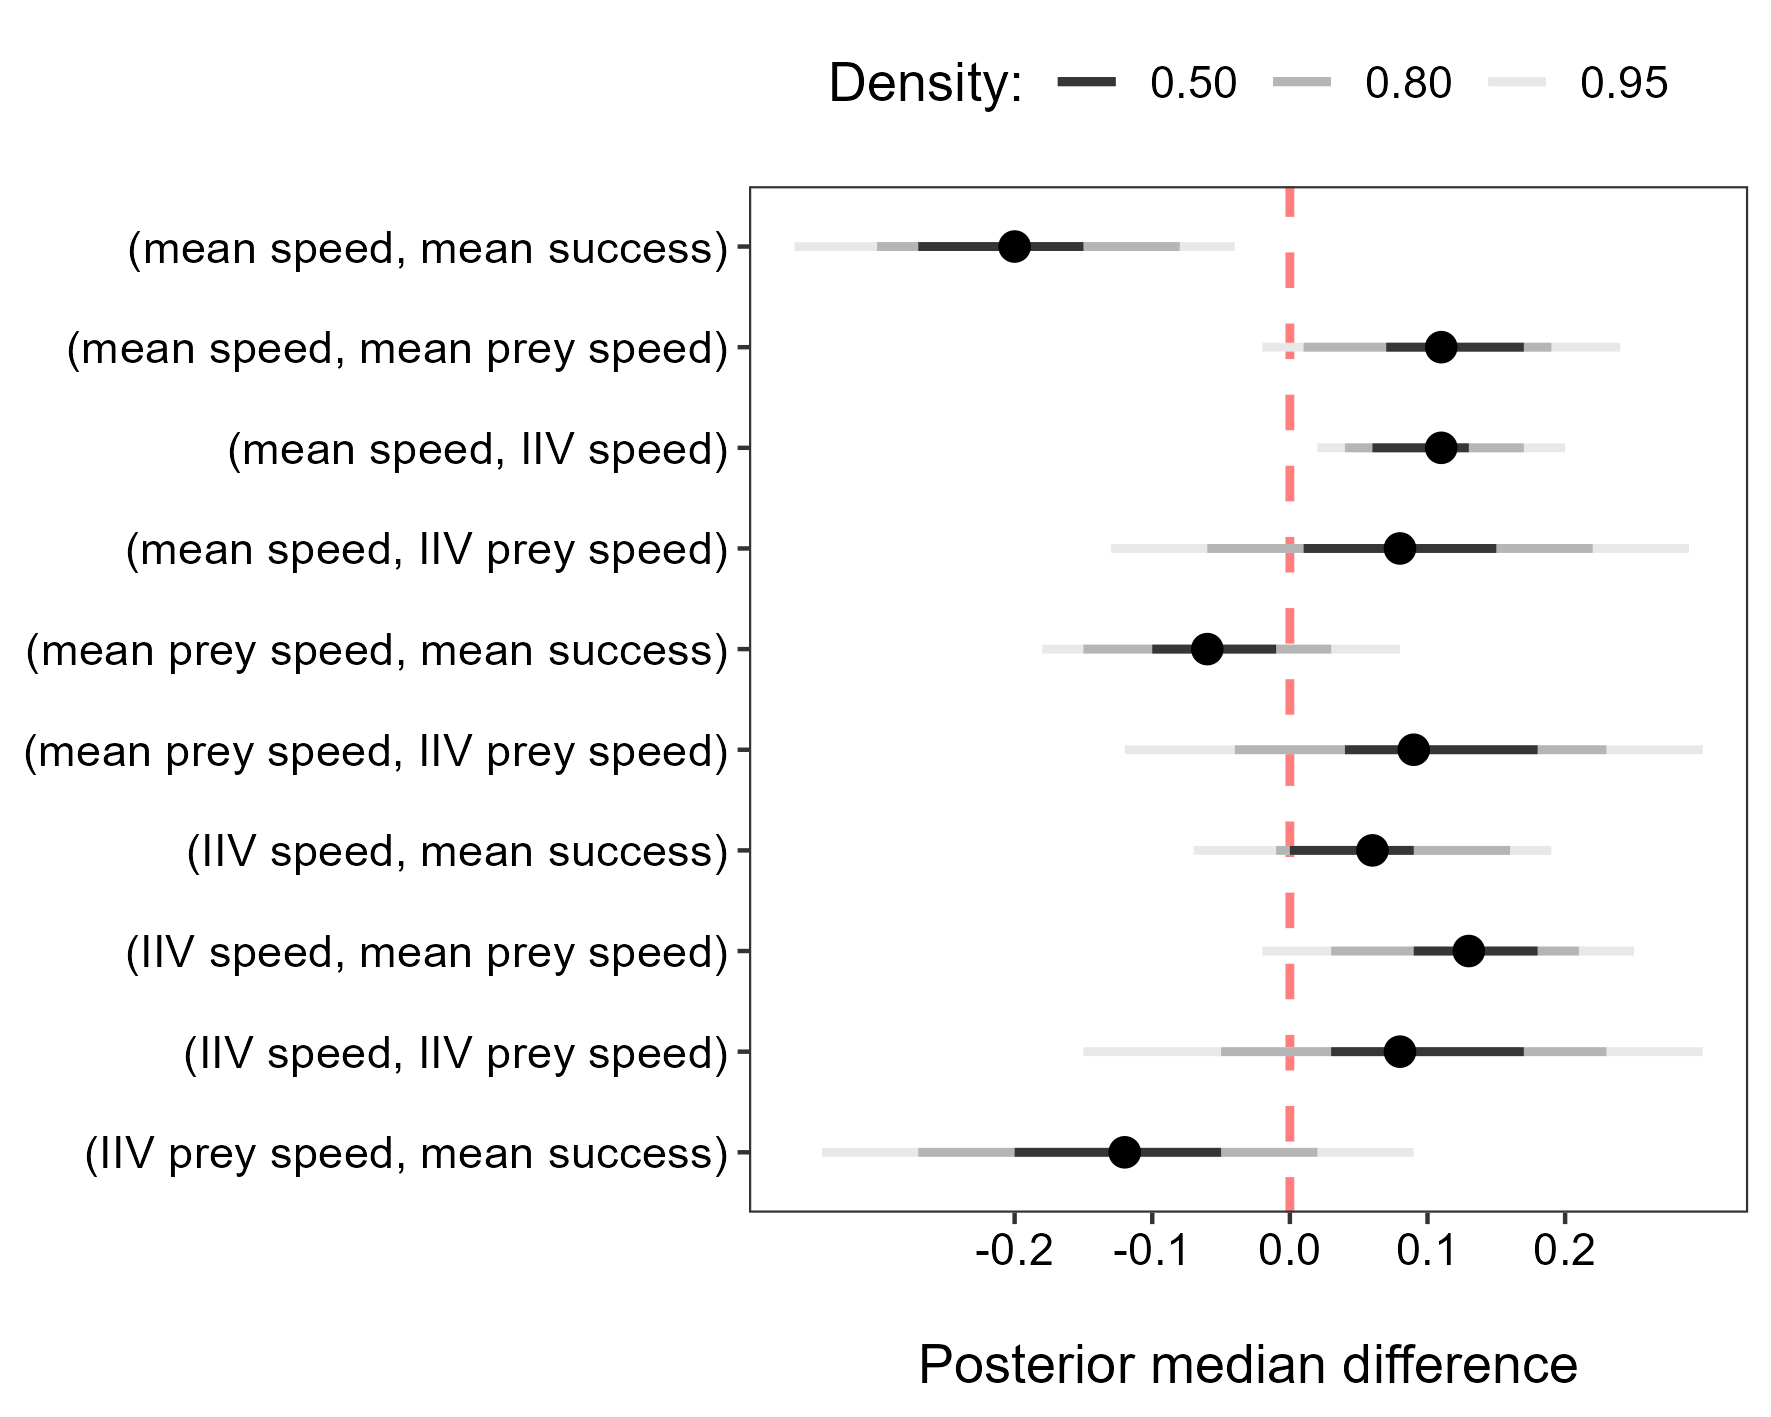 Density: 0.50 0.80 0.95
(mean speed, mean success)
(mean speed, mean prey speed)
(mean speed, IIV speed)
(mean speed, IIV prey speed)
(mean prey speed, mean success)
(mean prey speed, IIV prey speed)
(IIV speed, mean success)
(IIV speed, mean prey speed)
(IIV speed, IIV prey speed)
(IIV prey speed, mean success)
-0.2 -0.1 0.0 0.1 0.2
Posterior median difference